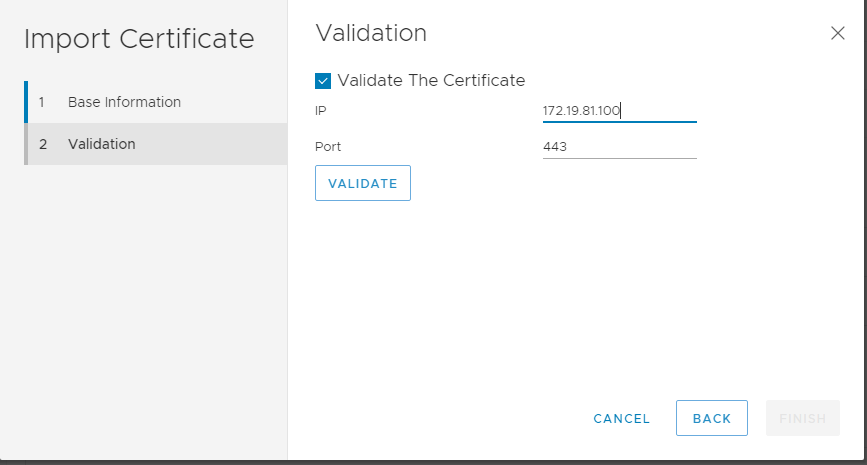 Import Certificate
1 Base Information
2 Validation
Validation
Validate The Certificate
IP 172.19.81.100
Port 443
VALIDATE
CANCEL BACK FINISH